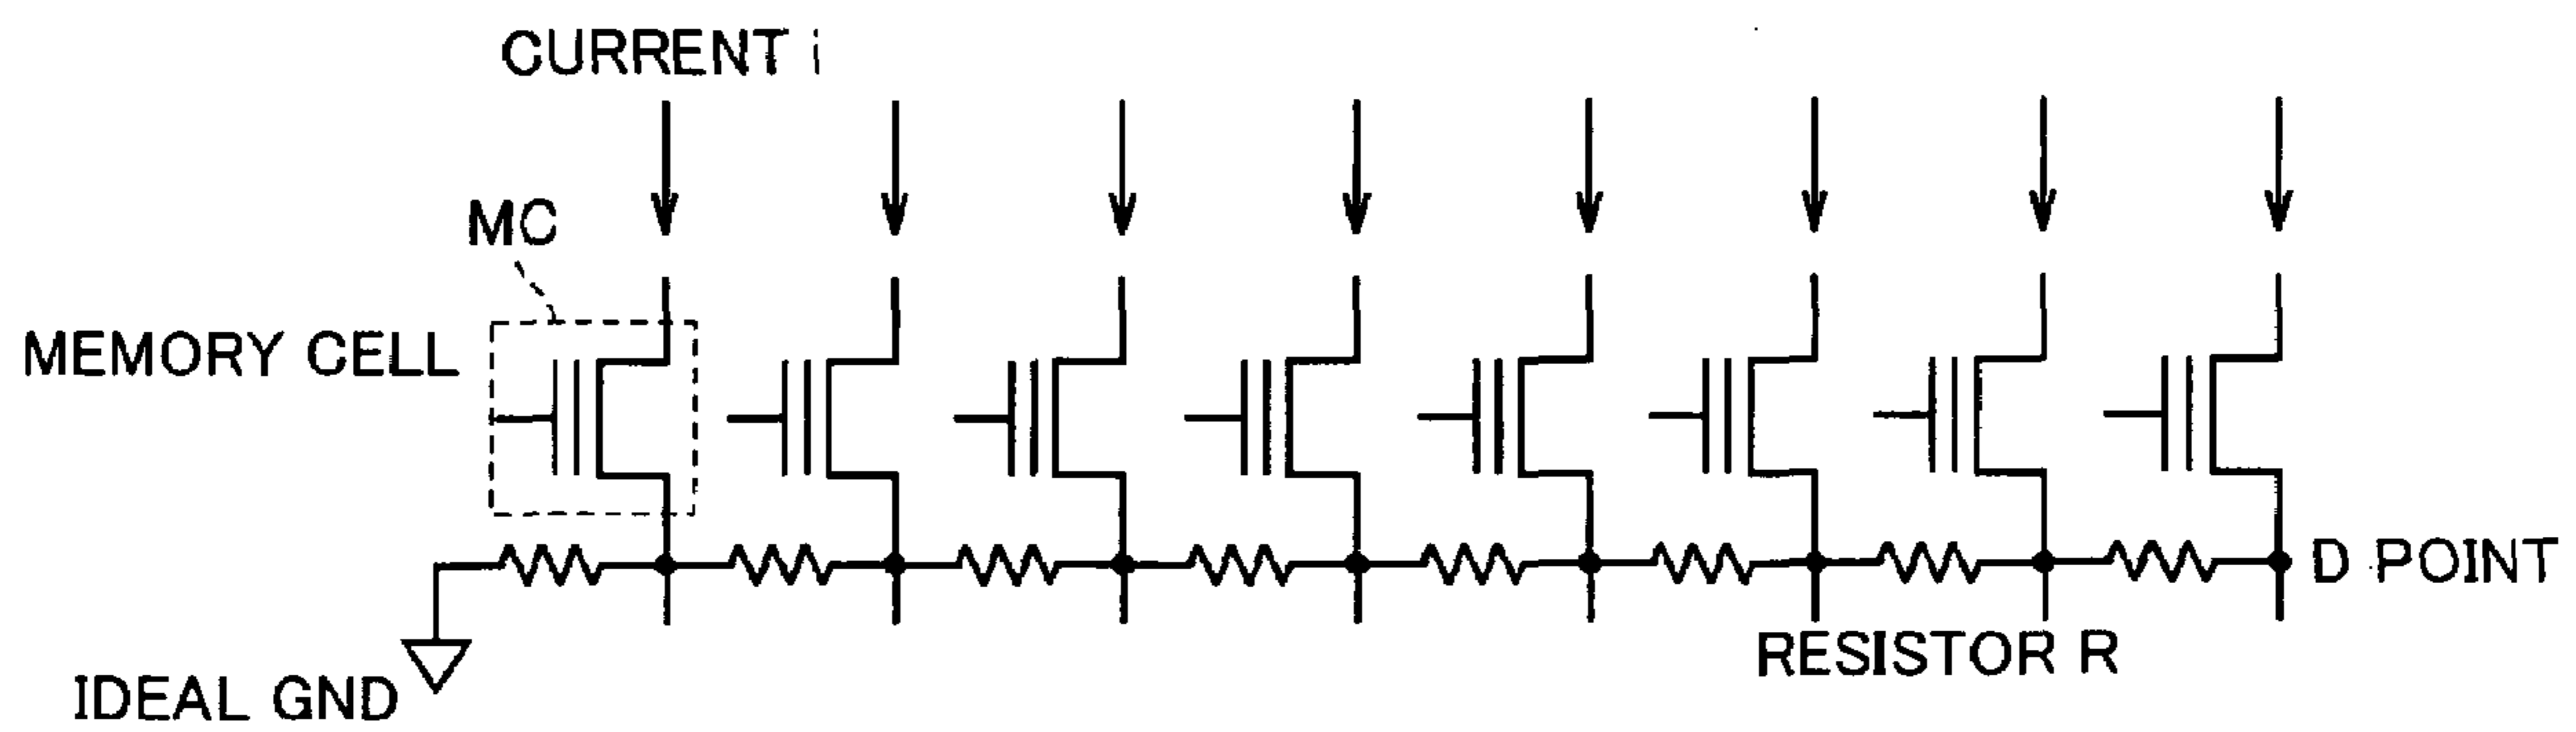 CURRENT i
MC
MEMORY CELL
D POINT
RESISTOR R
IDEAL GND